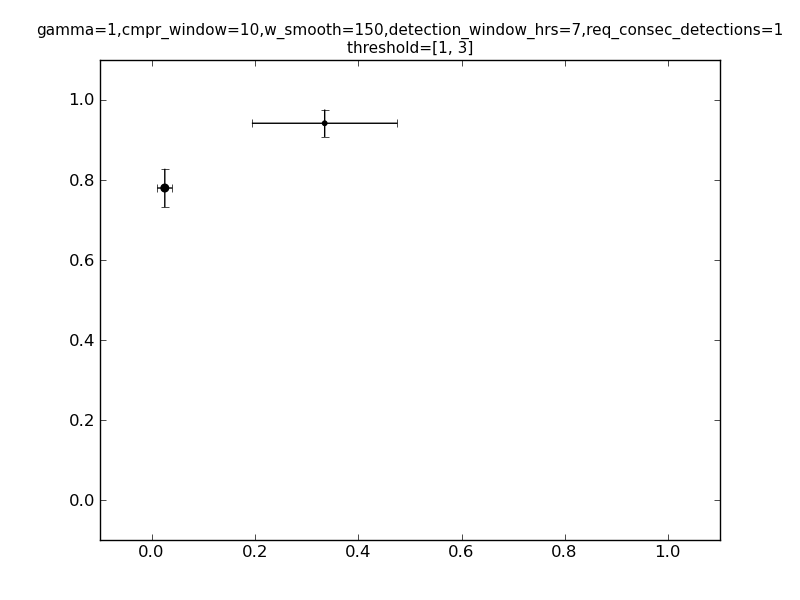 gamma=1,cmpr_window=10,w_smooth=150,detection_window_hrs=7,req_consec_detections=1
threshold=[1, 3]
1.0
0.8
0.6
0.4
0.2
0.0
0.0 0.2 0.4 0.6 0.8 1.0